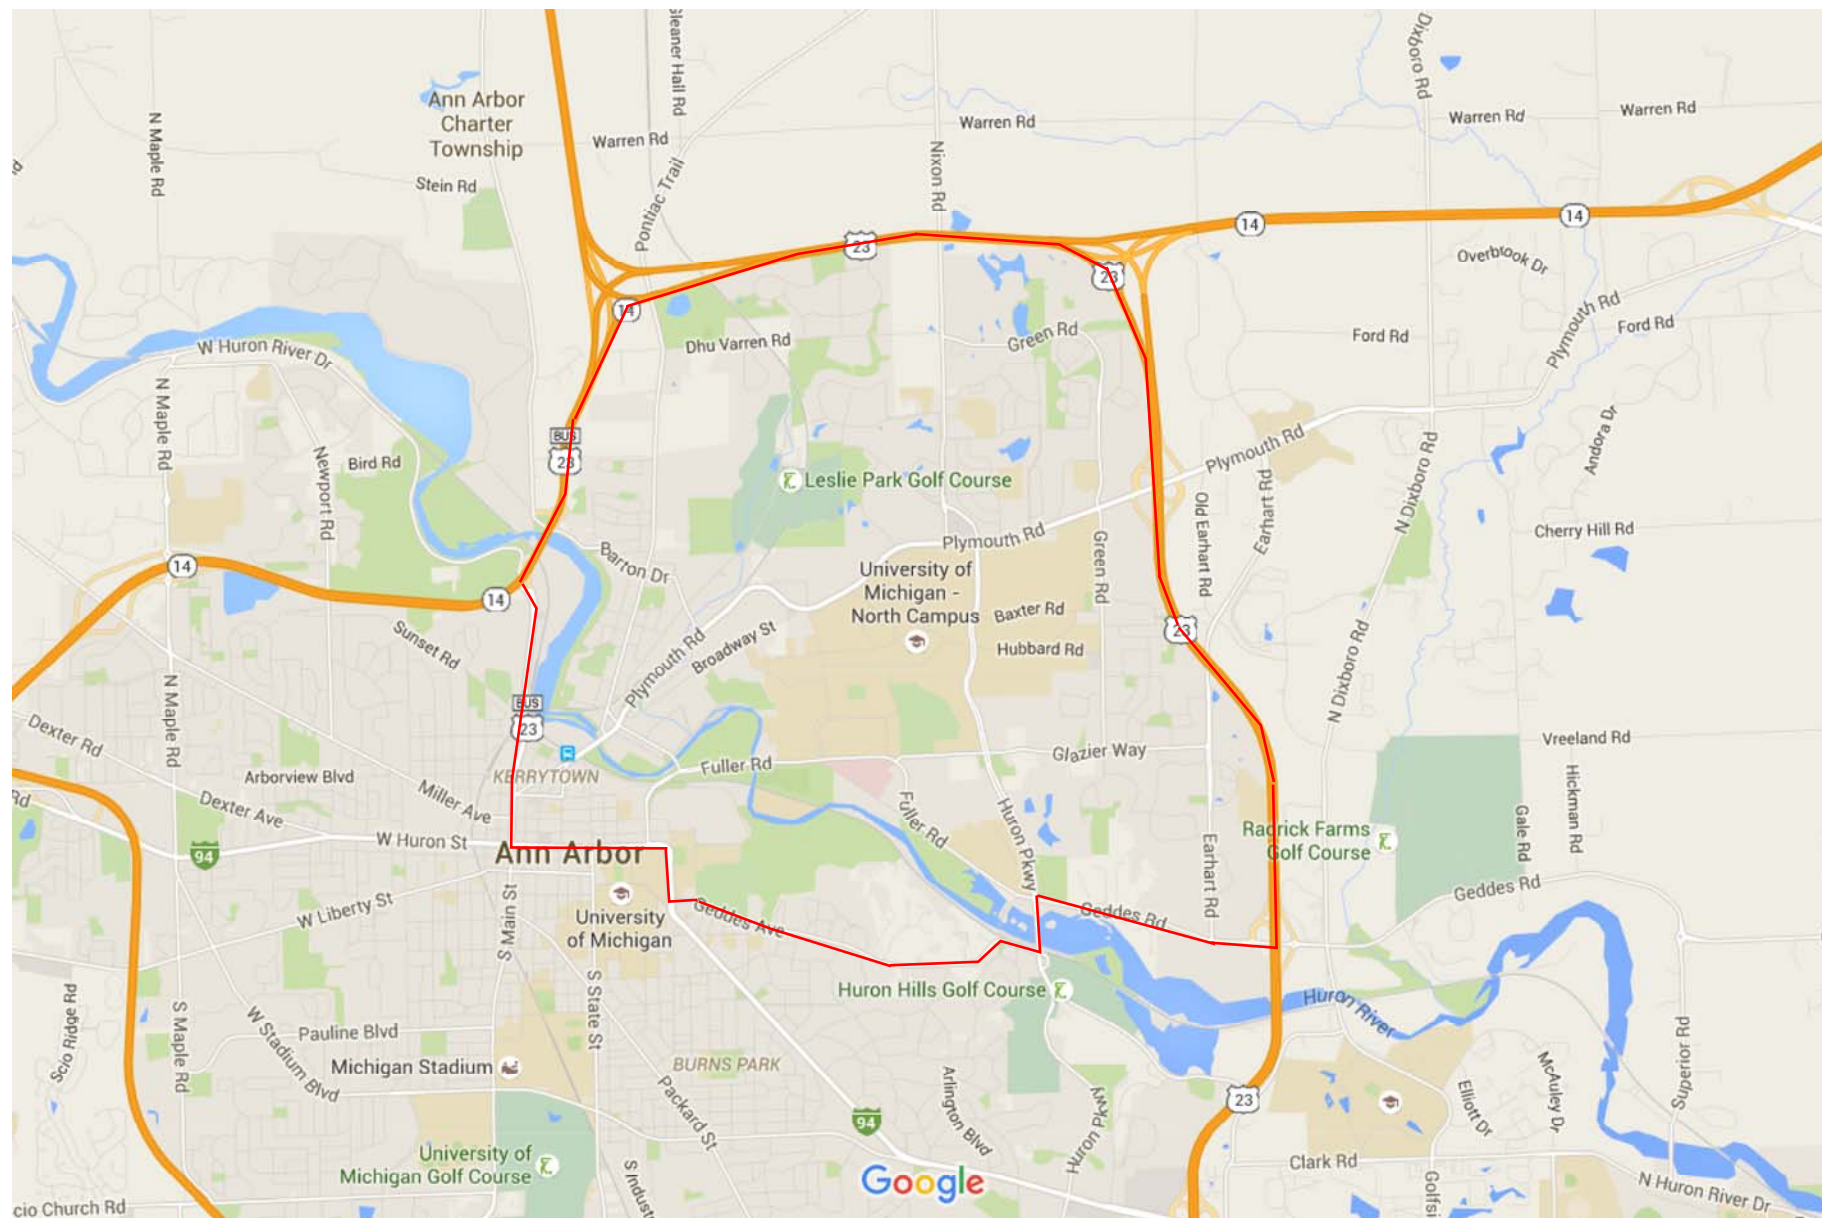 Gleaner Hall Rd
Dixboro Rd
Ann Arbor
Charter
Township
N Maple Rd
Warren Rd
Warren Rd
Warren Rd
Warren Rd
Stein Rd
Pontiac Trail
Nixon Rd
14
14
23
Overbrook Dr
23
14
Plymouth Rd
Ford Rd
Ford Rd
W Huron River Dr
Dhu Varren Rd
Green Rd
N Maple Rd
BUS
23
Bird Rd
Newport Rd
Plymouth Rd
Andora Dr
Leslie Park Golf Course
Old Earhart Rd
Earhart Rd
N Dixboro Rd
Cherry Hill Rd
Plymouth Rd
Green Rd
14
14
Barton Dr
University of
Michigan -
North Campus
Baxter Rd
Hubbard Rd
Sunset Rd
Plymouth Rd
Broadway St
23
N Dixboro Rd
N Maple Rd
BUS
23
Dexter Rd
Vreeland Rd
Glazier Way
Fuller Rd
KERRYTOWN
Arborview Blvd
Miller Ave
Dexter Ave
Hickman Rd
Gale Rd
Rd
Fuller Rd
Huron Pkwy
Radrick Farms
Golf Course
Earhart Rd
W Huron St
94
Ann Arbor
Geddes Rd
W Liberty St
S Main St
University
of Michigan
Geddes Ave
Geddes Rd
Huron Hills Golf Course
Huron River
S State St
Scio Ridge Rd
S Maple Rd
W Stadium Blvd
Pauline Blvd
Michigan Stadium
BURNS PARK
Packard St
Arlington Blvd
Huron Pkwy
23
Superior Rd
McAuley Dr
Elliott Dr
94
University of
Michigan Golf Course
S Indust
Google
Clark Rd
Golfsi
N Huron River Dr
cio Church Rd